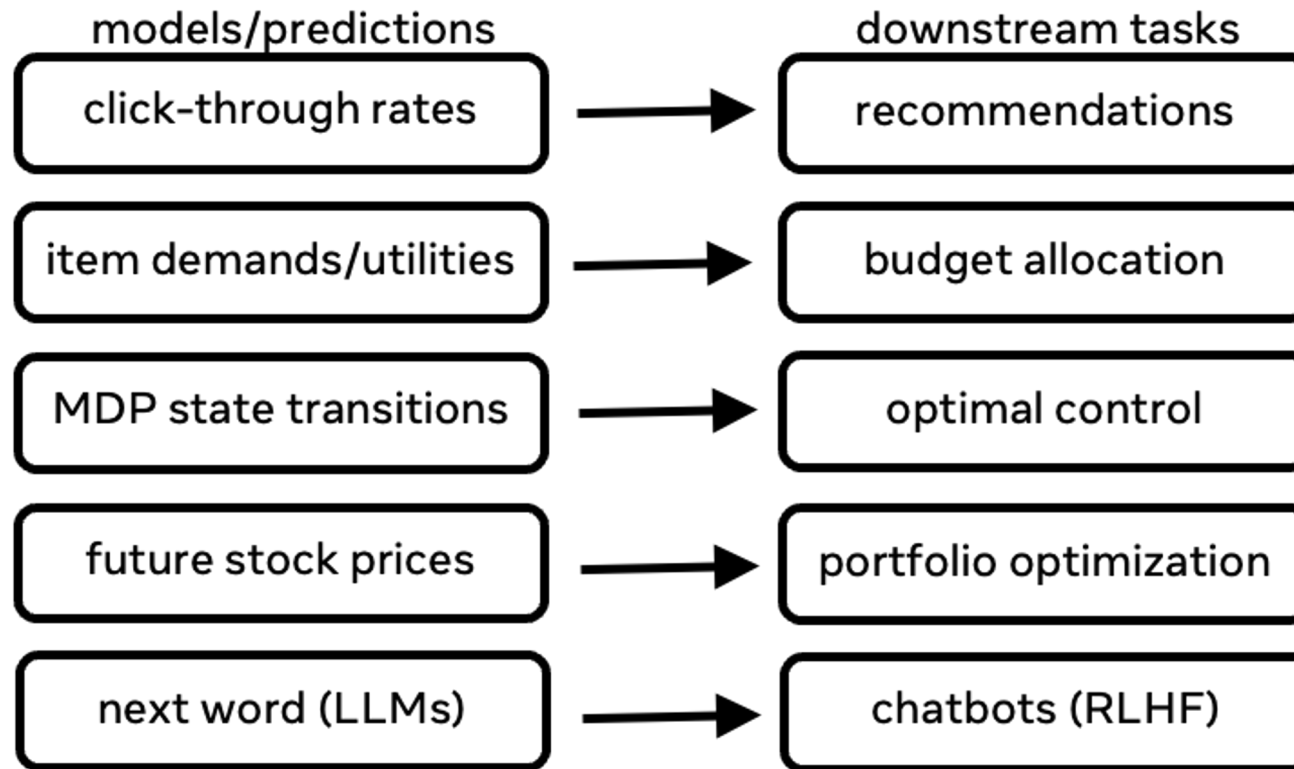 models/predictions
downstream tasks
click-through rates
recommendations
item demands/utilities
budget allocation
MDP state transitions
optimal control
future stock prices
portfolio optimization
next word (LLMs)
chatbots (RLHF)